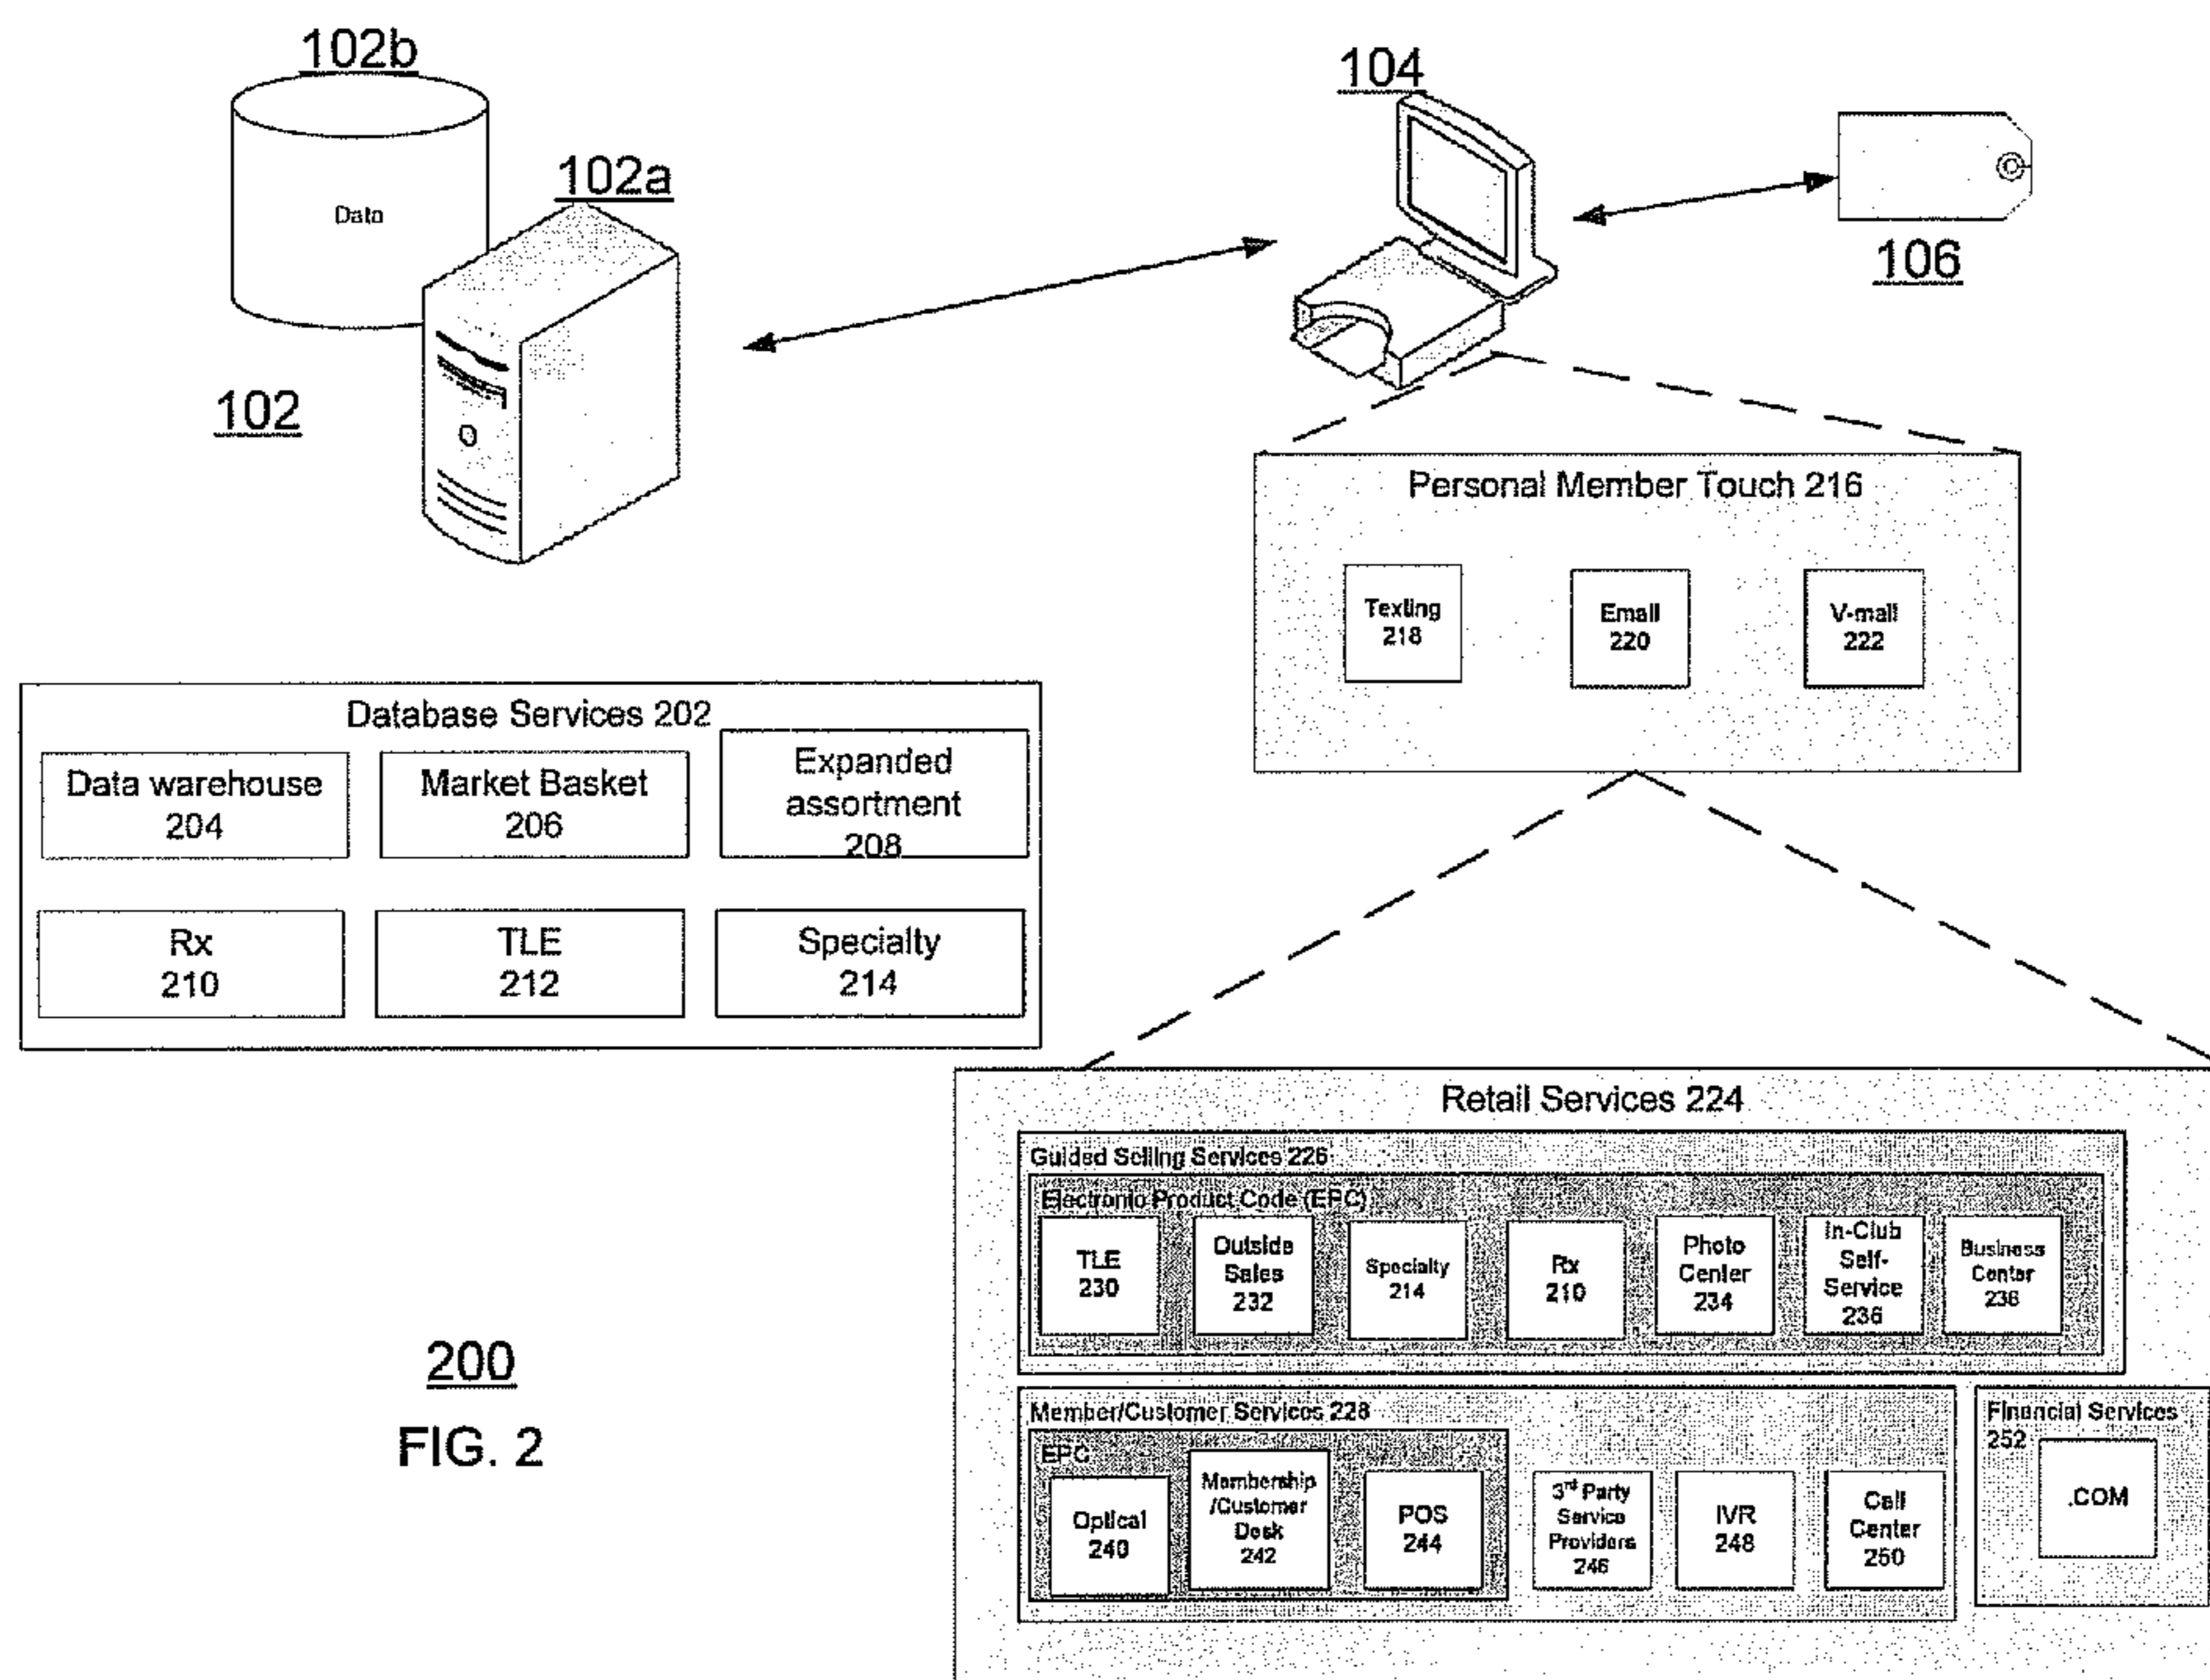 102b
Data
102a
102
104
106
Personal Member Touch 216
Texting
218
Email
220
V-mail
222
Database Services 202
Data warehouse
204
Market Basket
206
Expanded
assortment
208
Rx
210
TLE
212
Specialty
214
Retail Services 224
Guided Selling Services 226
Electronic Product Code (EPC)
TLE
230
Outside
Sales
232
Specialty
214
Rx
210
Photo
Center
234
In-Club
Self-
Service
236
Business
Center
238
Member/Customer Services 228
EPC
Optical
240
Membership
/Customer
Desk
242
POS
244
3rd Party
Service
Providers
246
IVR
248
Call
Center
250
Financial Services
252
.COM
200
FIG. 2